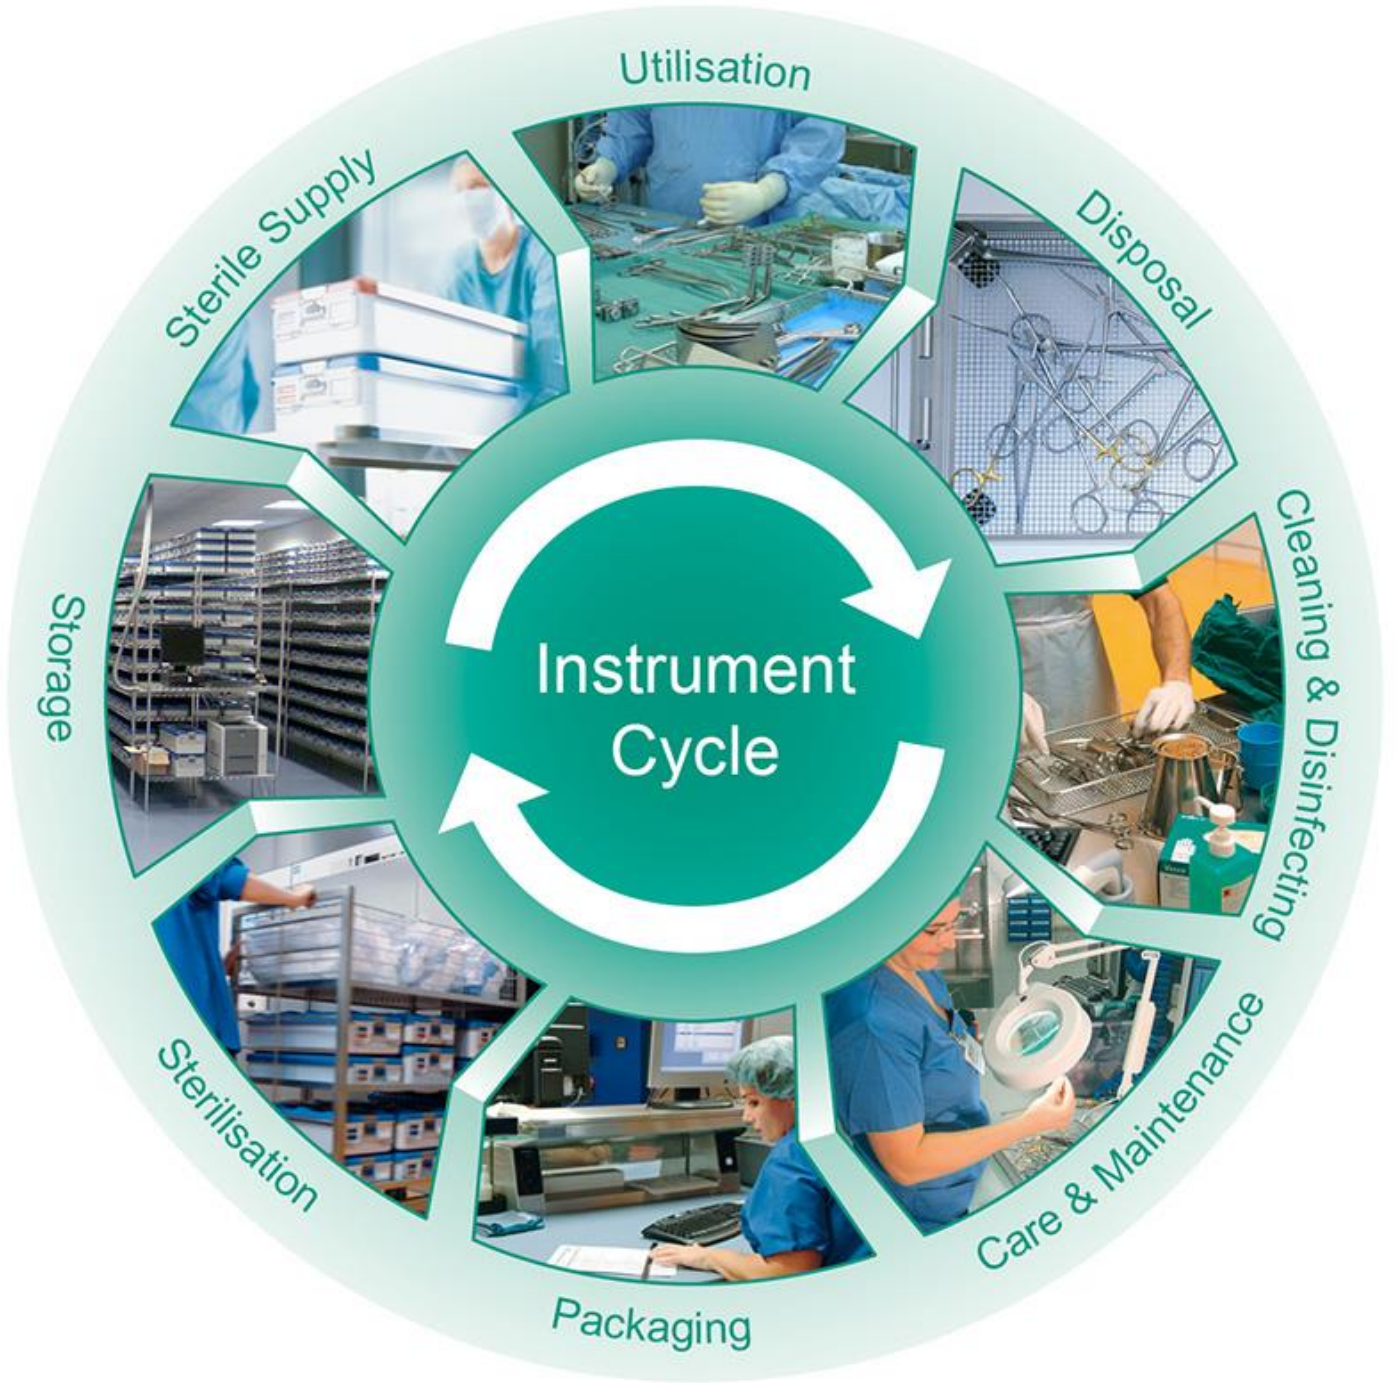 Utilisation
Disposal
Cleaning & Disinfecting
Care & Maintenance
Packaging
Sterilisation
Storage
Sterile Supply
Instrument
Cycle